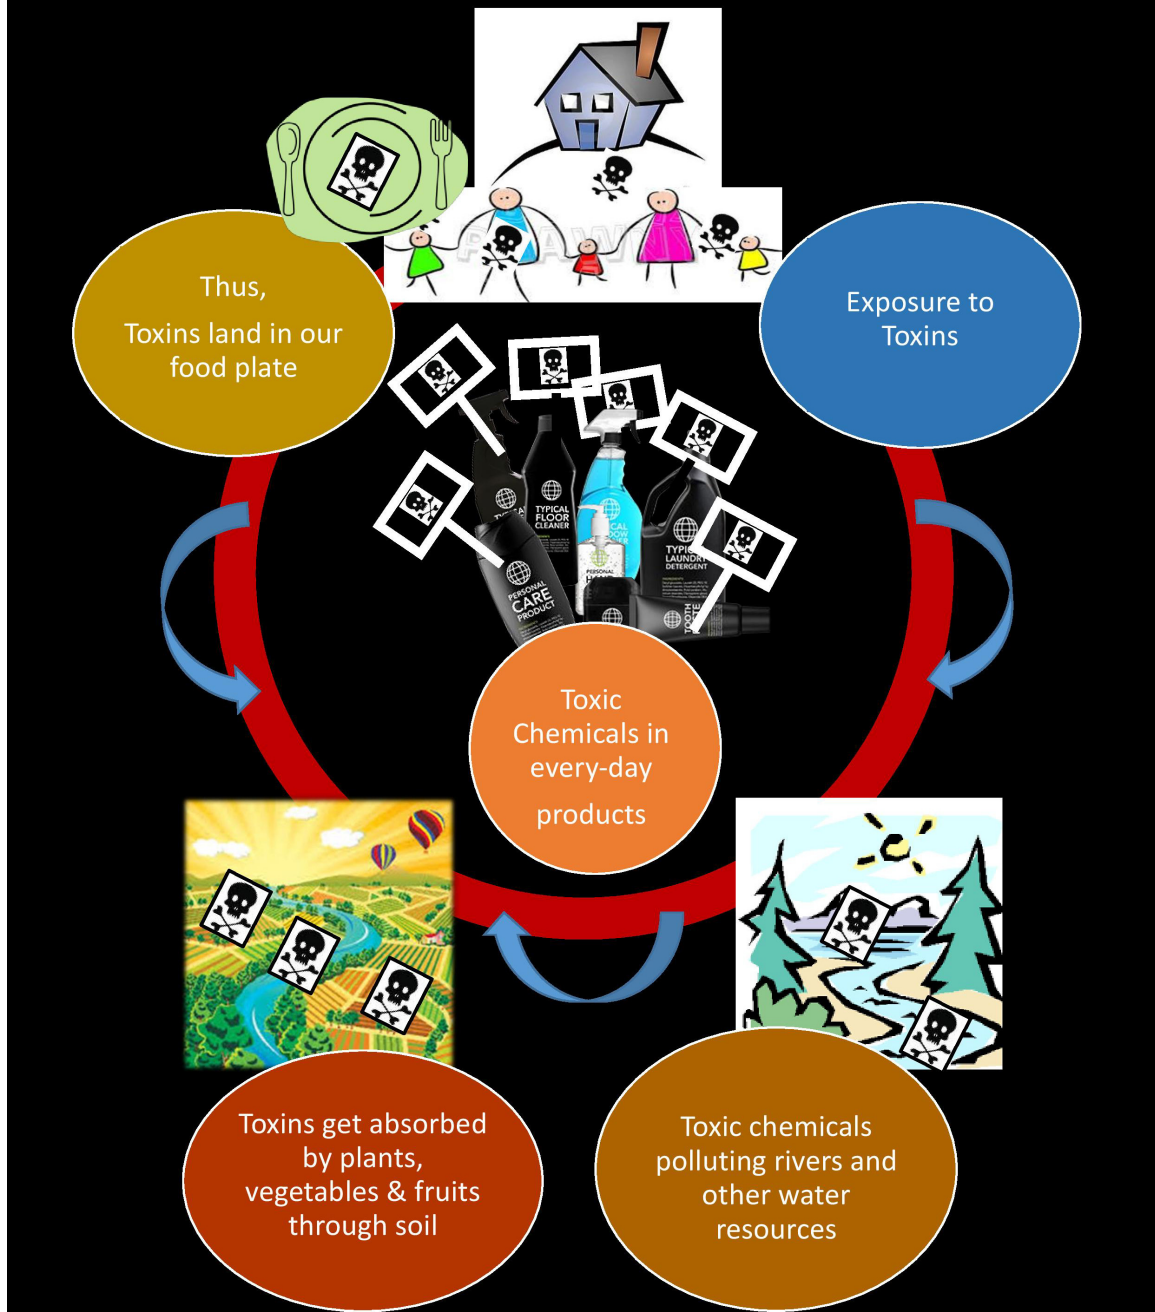 Thus,
Toxins land in our
food plate
Exposure to
Toxins
TYPICAL
FLOOR
CLEANER
TYPICAL
LAUNDRY
DETERGENT
PERSONAL
PERSONAL
CARE
PRODUCT
TOOTH
Toxic
Chemicals in
every-day
products
Toxins get absorbed
by plants,
vegetables & fruits
through soil
Toxic chemicals
polluting rivers and
other water
resources